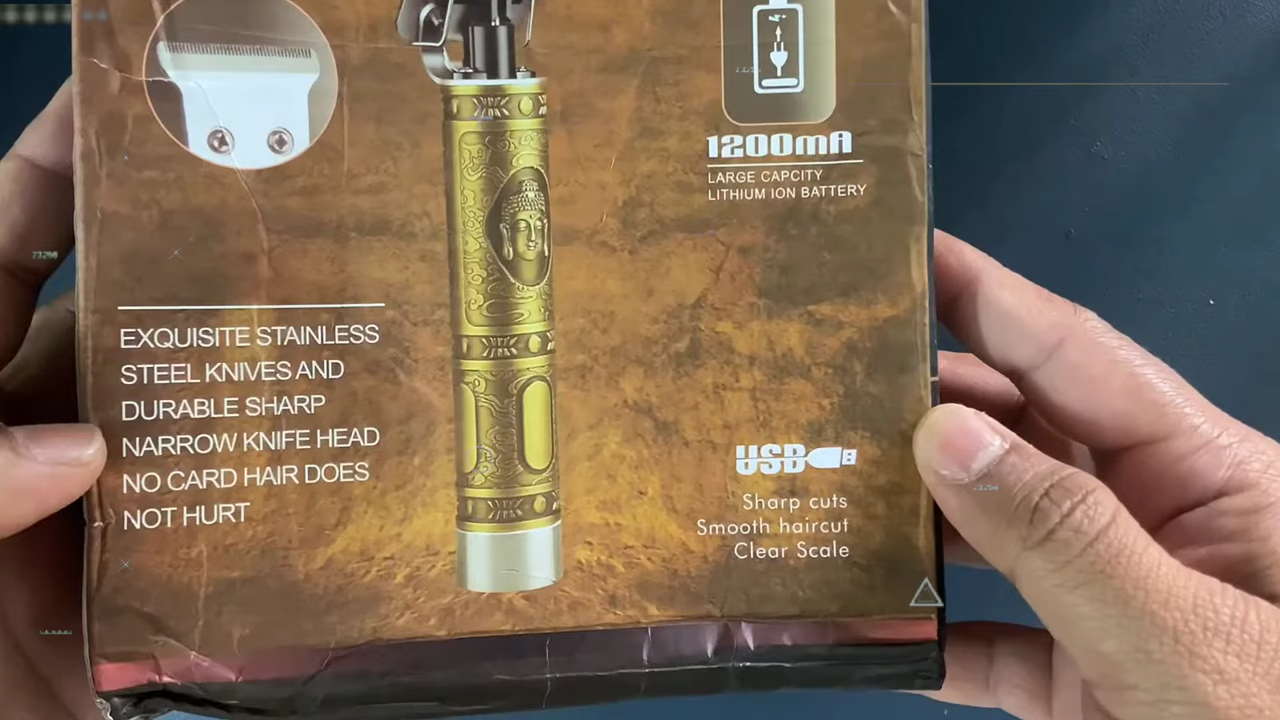 1200mA
LARGE CAPCITY
LITHIUM ION BATTERY
EXQUISITE STAINLESS
STEEL KNIVES AND
DURABLE SHARP
NARROW KNIFE HEAD
NO CARD HAIR DOES
NOT HURT
USB
Sharp cuts
Smooth haircut
Clear Scale